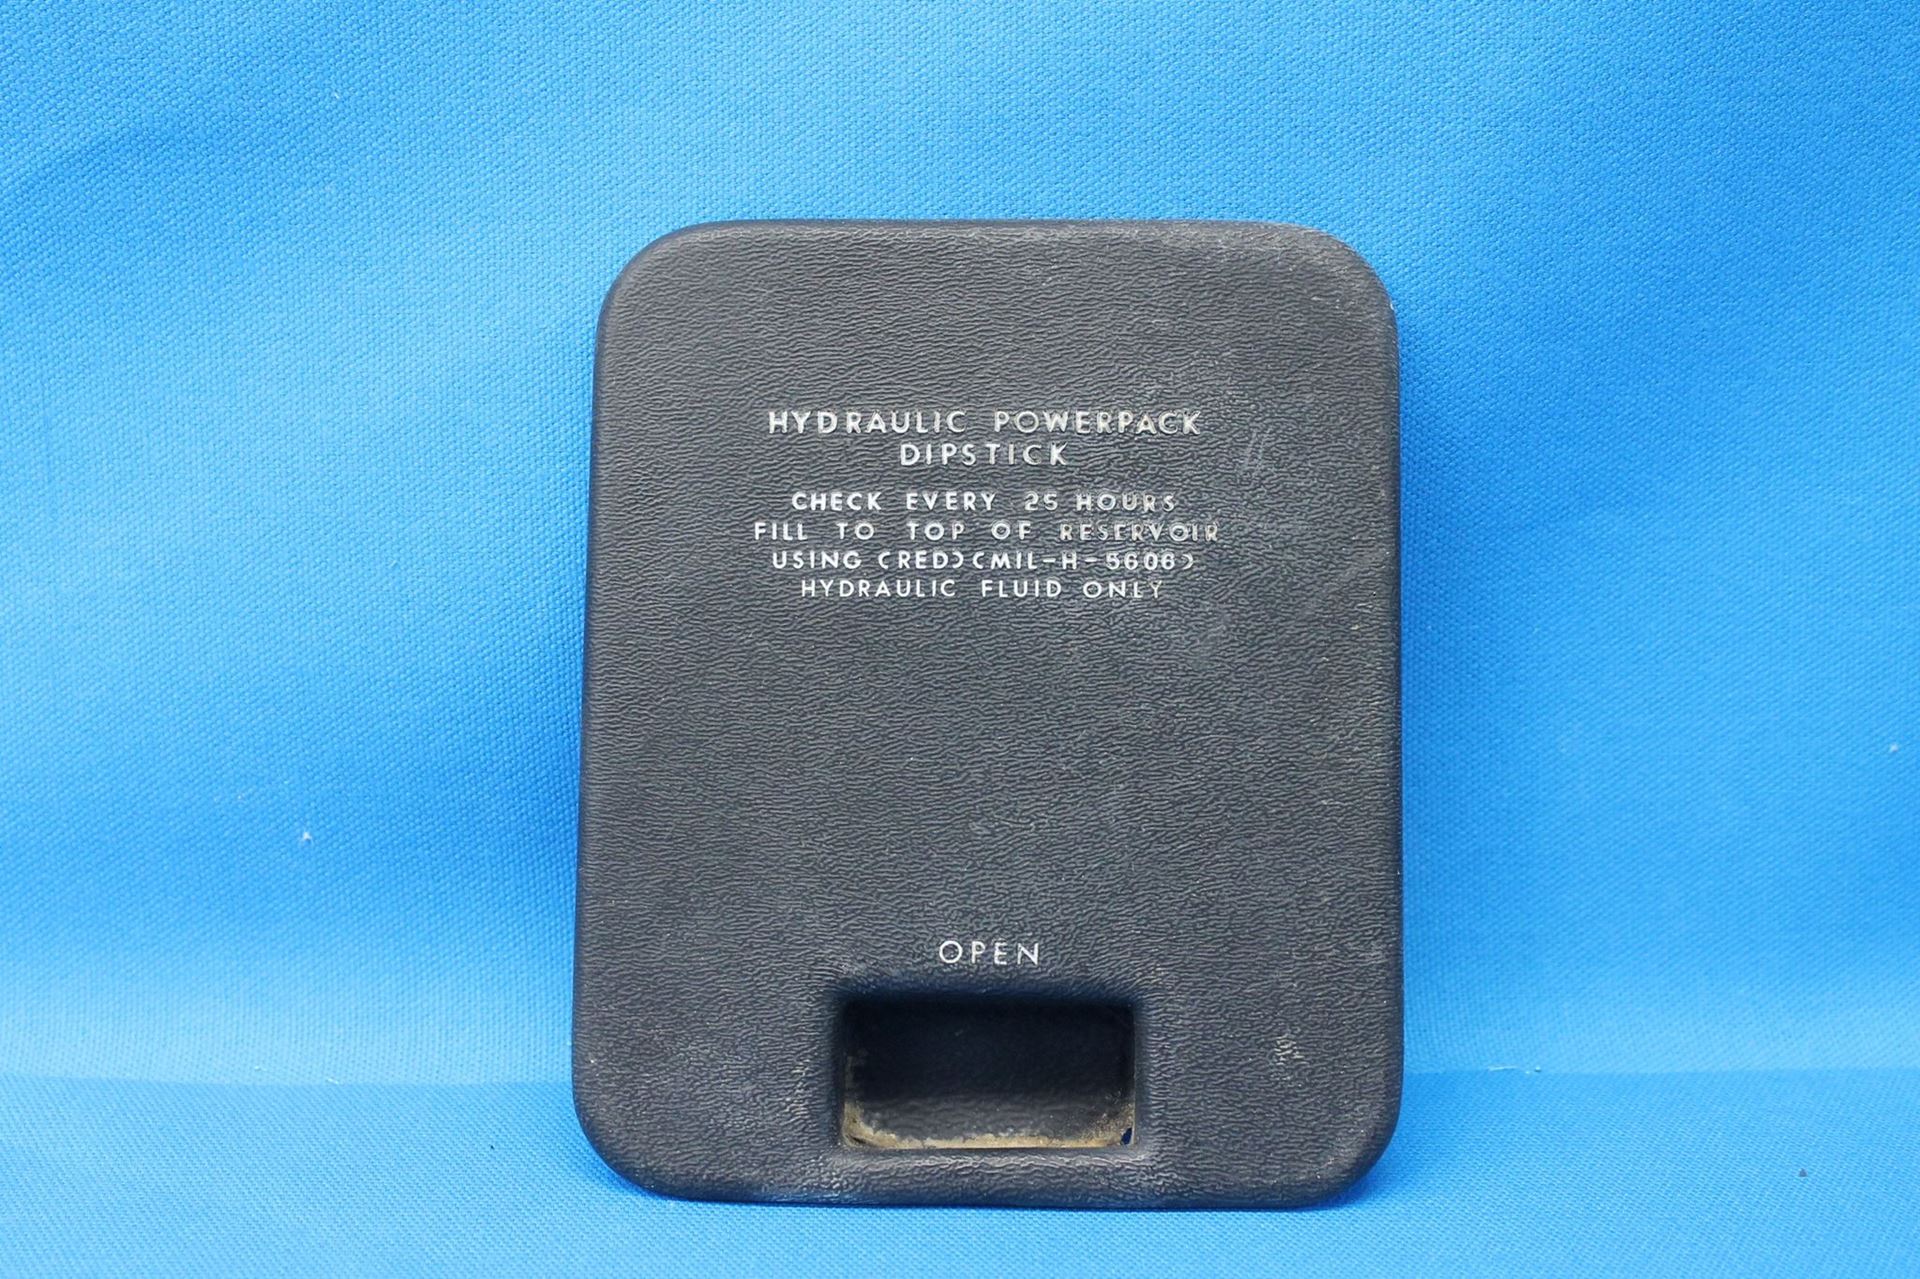 HYDRAULIC POWERPACK
DIPSTICK
CHECK EVERY 25 HOURS
FILL TO TOP OF RESERVOIR
USING (RED) (MIL-H-5606)
HYDRAULIC FLUID ONLY
OPEN